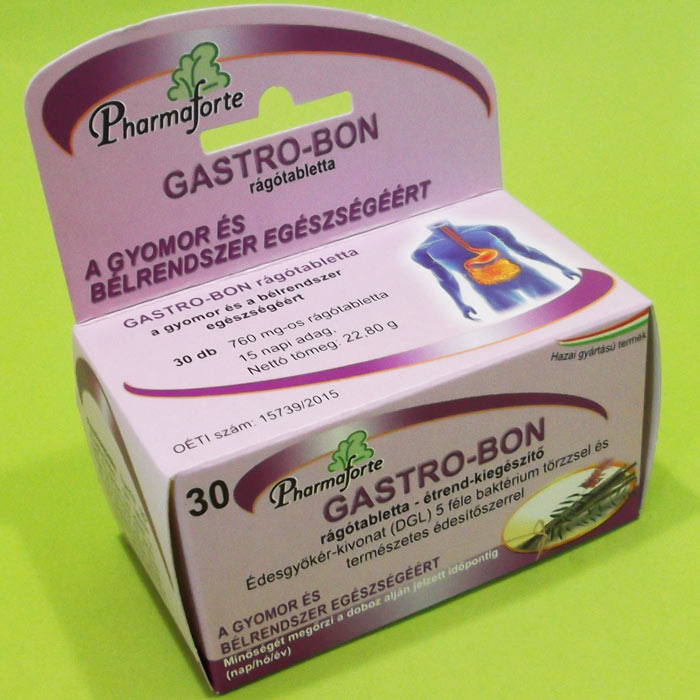 Pharmaforte
GASTRO-BON
rágótabletta
A GYOMOR ÉS
BÉLRENDSZER EGÉSZSÉGÉÉRT
GASTRO-BON rágótabletta
a gyomor és a bélrendszer
egészségéért
30 db 760 mg-os rágótabletta
15 napi adag,
Nettó tömeg: 22,80 g
OÉTI szám: 15739/2015
Hazai gyártású termék
30
Pharmaforte
GASTRO-BON
rágótabletta - étrend-kiegészítő
Édesgyökér-kivonat (DGL) 5 féle baktérium törzzsel és
természetes édesítőszerrel
A GYOMOR ÉS
BÉLRENDSZER EGÉSZSÉGÉÉRT
Minőségét megőrzi a doboz alján jelzett időpontig
(nap/hó/év)